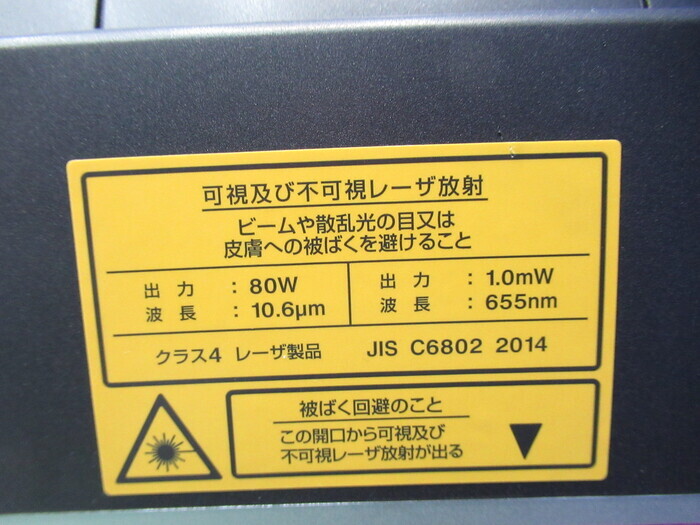 可視及び不可視レーザ放射
ビームや散乱光の目又は
皮膚への被ばくを避けること
出力 : 80W
波長 : 10.6μm
出力 : 1.0mW
波長 : 655nm
クラス4 レーザ製品 JIS C6802 2014
被ばく回避のこと
この開口から可視及び
不可視レーザ放射が出る